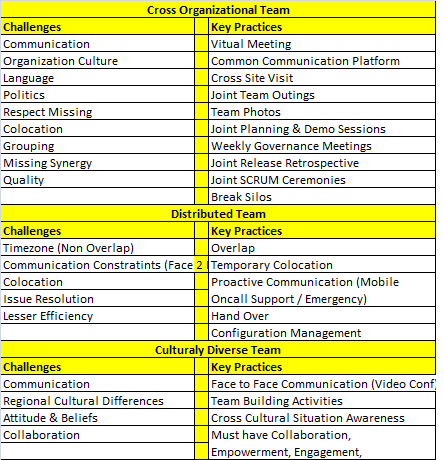 Cross Organizational Team
Challenges Key Practices
Communication Vitual Meeting
Organization Culture Common Communication Platform
Language Cross Site Visit
Politics Joint Team Outings
Respect Missing Team Photos
Colocation Joint Planning & Demo Sessions
Grouping Weekly Governance Meetings
Missing Synergy Joint Release Retrospective
Quality Joint SCRUM Ceremonies
Break Silos
Distributed Team
Challenges Key Practices
Timezone (Non Overlap) Overlap
Communication Constratints (Face 2 Temporary Colocation
Colocation Proactive Communication (Mobile
Issue Resolution Oncall Support / Emergency)
Lesser Efficiency Hand Over
Configuration Management
Culturaly Diverse Team
Challenges Key Practices
Communication Face to Face Communication (Video Conf
Regional Cultural Differences Team Building Activities
Attitude & Beliefs Cross Cultural Situation Awareness
Collaboration Must have Collaboration,
Empowerment, Engagement,